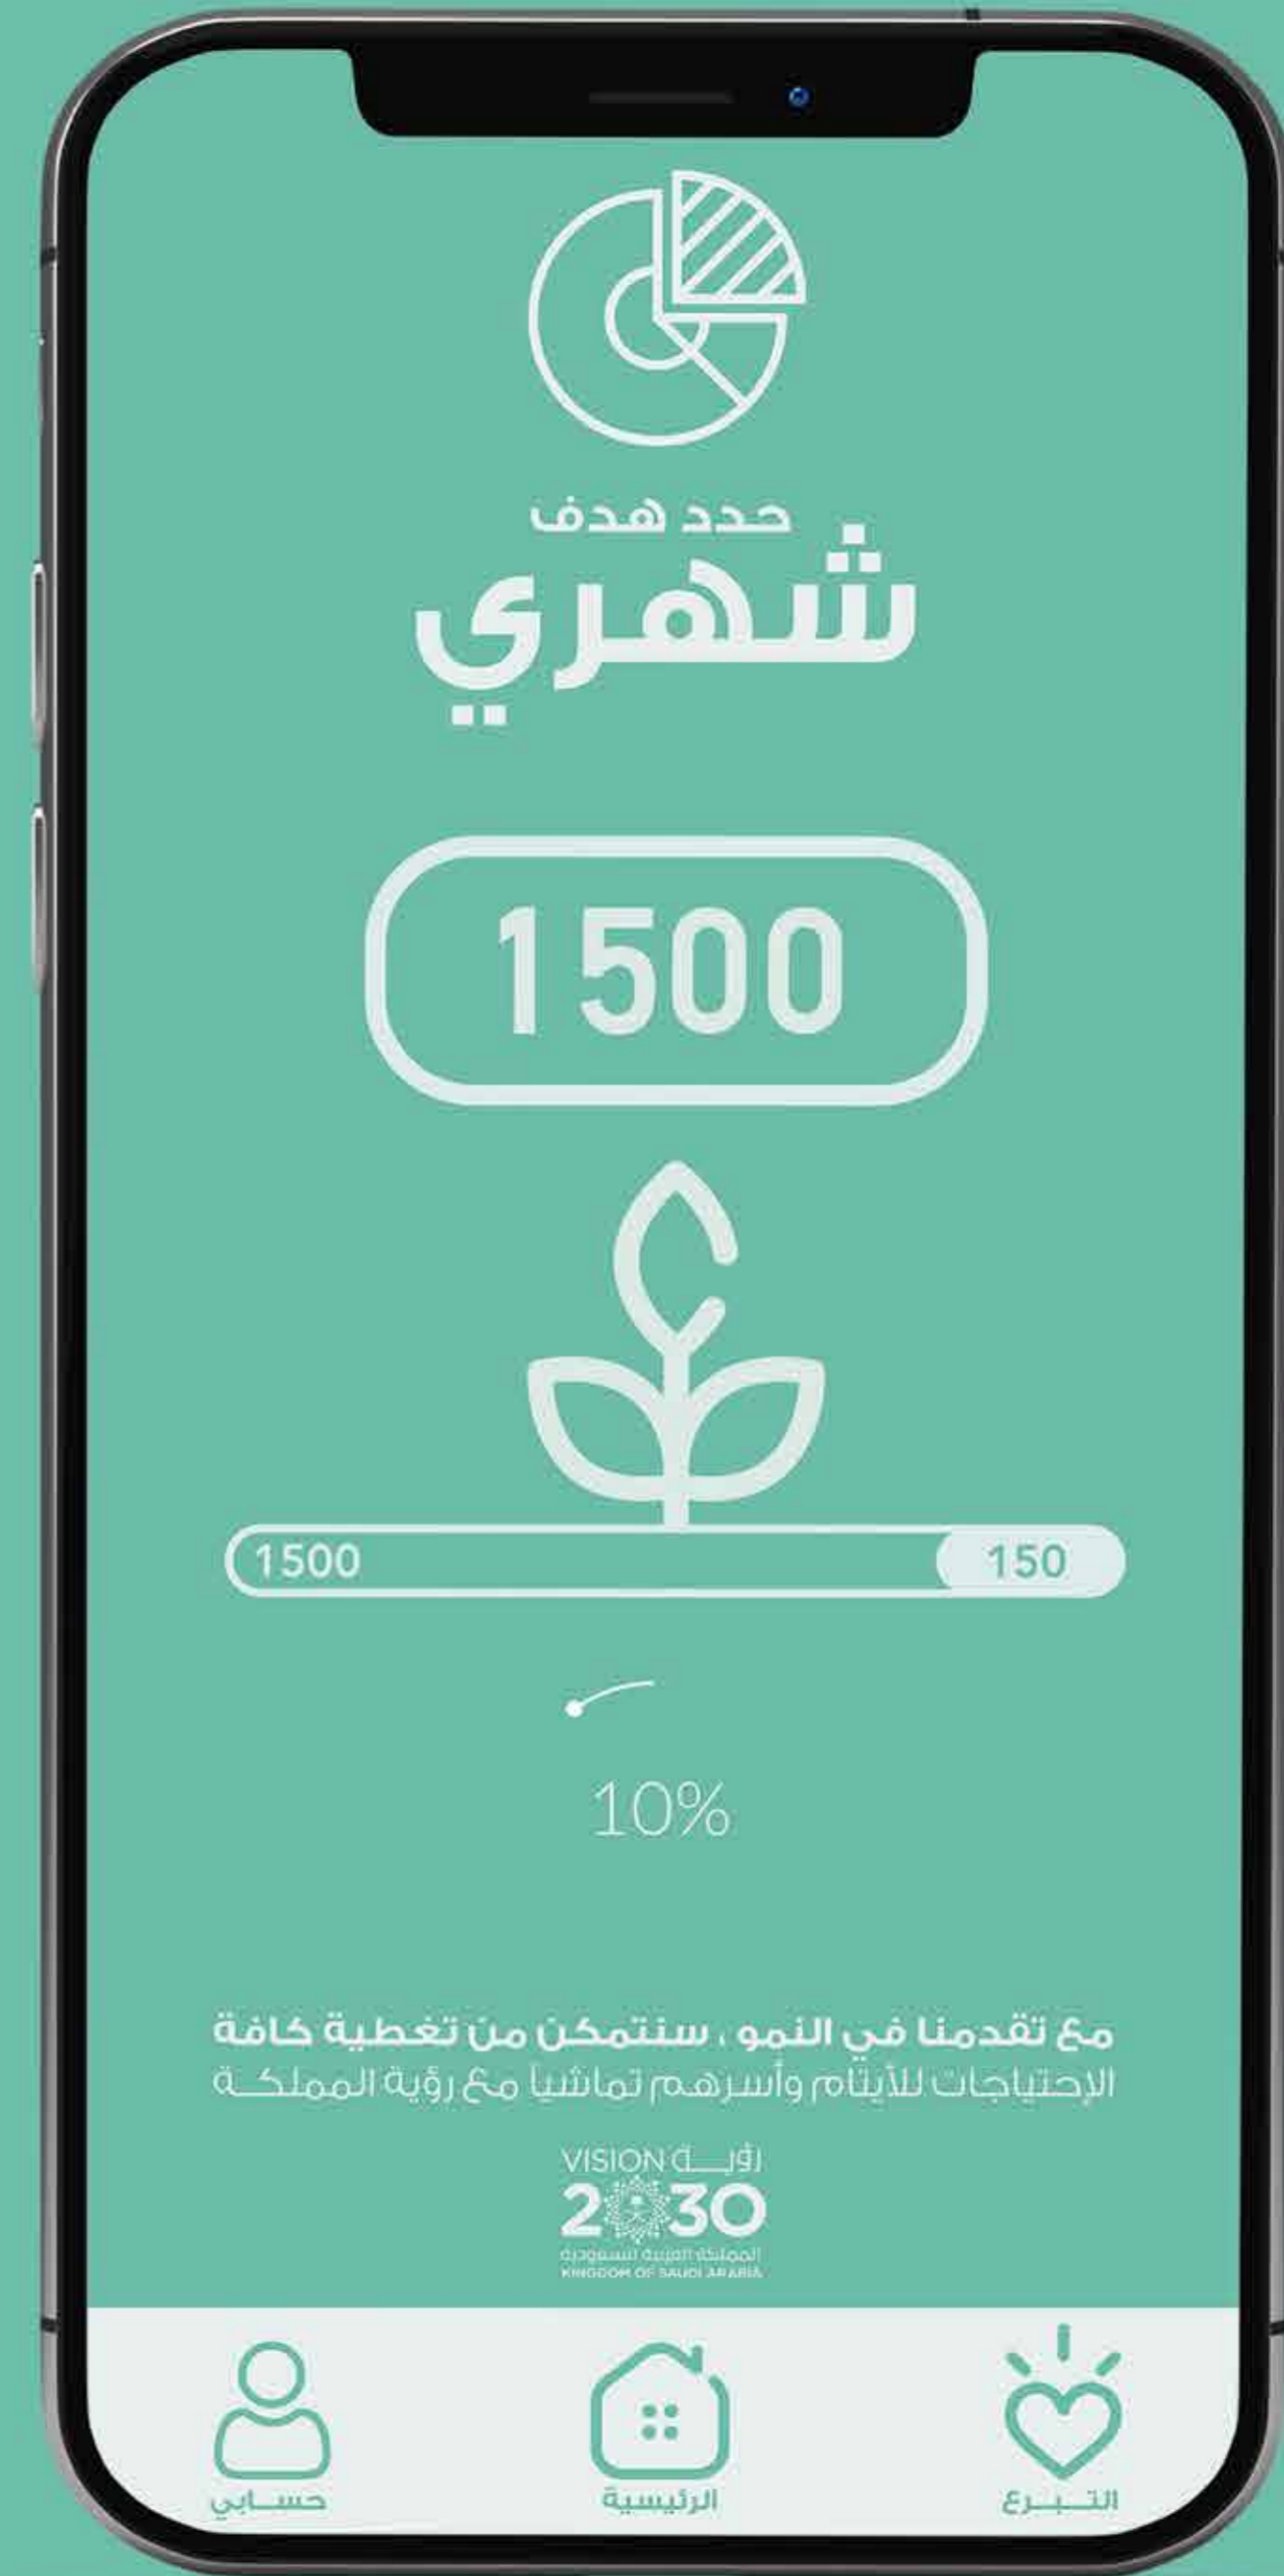 حدد هدف
شهري
1500
150 1500
10%
مع تقدمنا في النمو ، سنتمكن من تغطية كافة
الإحتياجات للأيتام وأسرهم تماشياً مع رؤية المملكة
VISION رؤية
2030
المملكة العربية السعودية
KINGDOM OF SAUDI ARABIA
التبرع الرئيسية حسابي